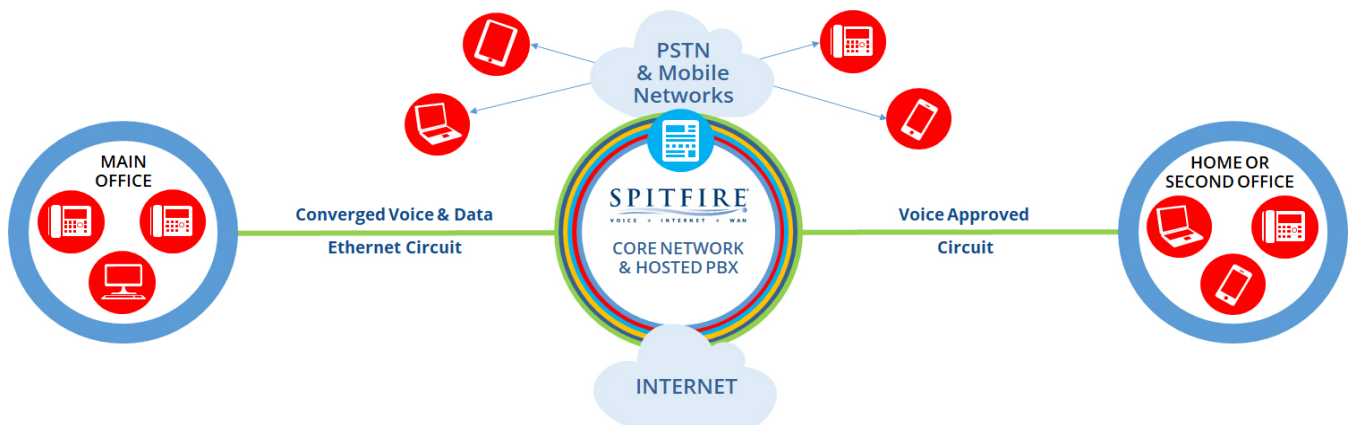 PSTN
& Mobile
Networks
MAIN
OFFICE
HOME OR
SECOND OFFICE
SPITFIRE®
VOICE + INTERNET + WAN
Converged Voice & Data
Ethernet Circuit
Voice Approved
Circuit
CORE NETWORK
& HOSTED PBX
INTERNET